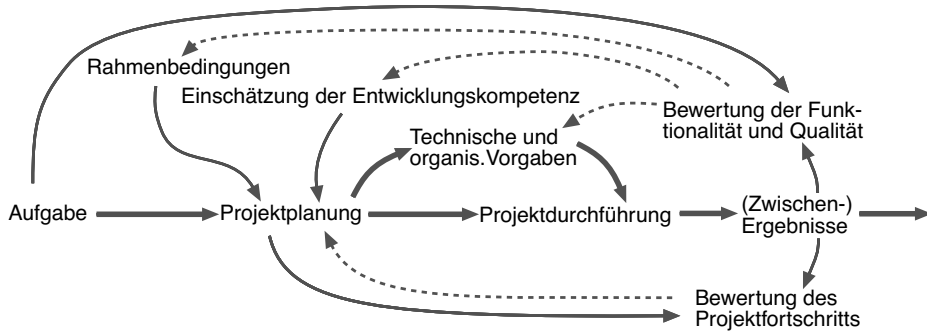 Rahmenbedingungen
Einschätzung der Entwicklungskompetenz
Bewertung der Funk-
tionalität und Qualität
Technische und
organis.Vorgaben
Aufgabe
Projektplanung
Projektdurchführung
(Zwischen-)
Ergebnisse
Bewertung des
Projektfortschritts